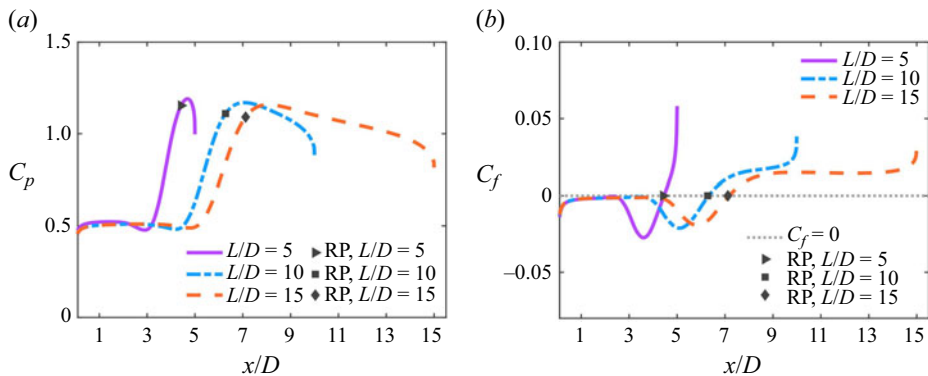 (a)
1.5
1.0
C_p
0.5
L/D = 5 RP, L/D = 5
L/D = 10 RP, L/D = 10
L/D = 15 RP, L/D = 15
0
1 3 5 7 9 11 13 15
x/D
(b)
0.10
L/D = 5
L/D = 10
L/D = 15
0.05
C_f
0
C_f = 0
RP, L/D = 5
RP, L/D = 10
RP, L/D = 15
−0.05
1 3 5 7 9 11 13 15
x/D